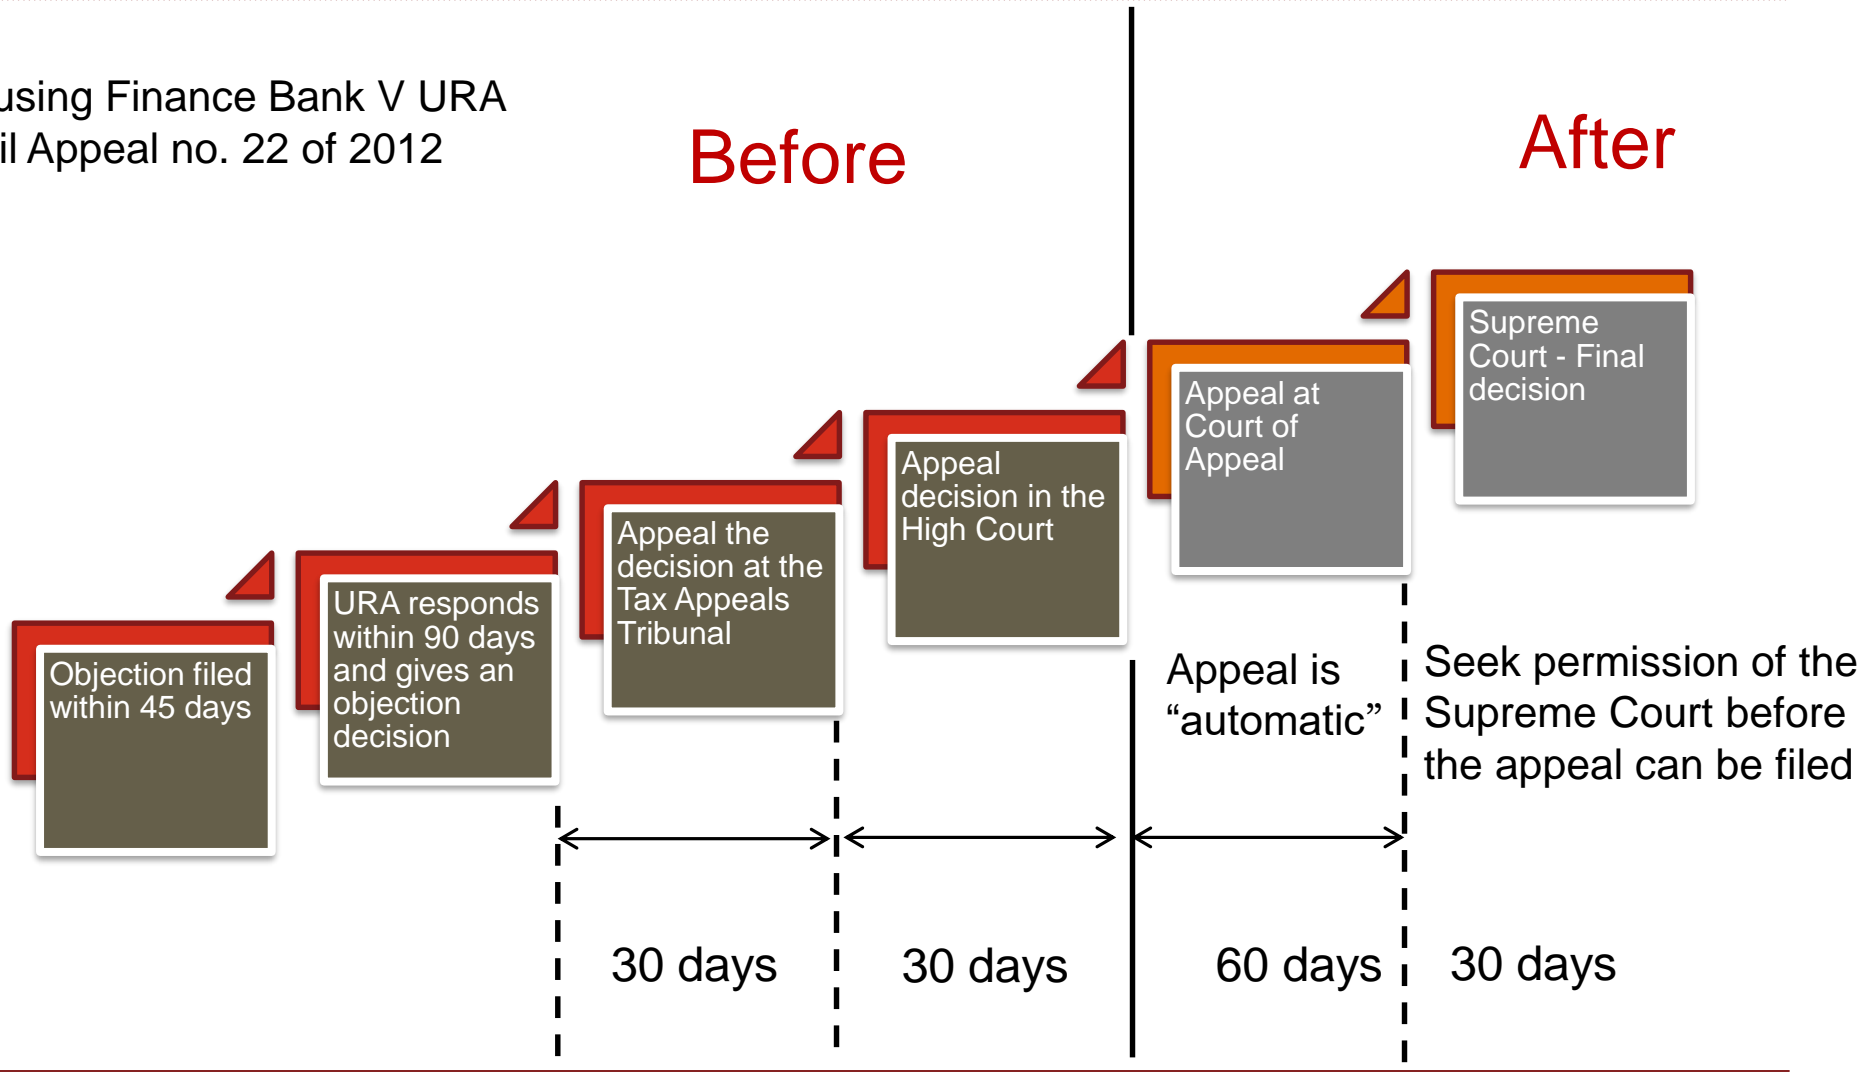 using Finance Bank V URA
il Appeal no. 22 of 2012
Before
After
Objection filed
within 45 days
URA responds
within 90 days
and gives an
objection
decision
Appeal the
decision at the
Tax Appeals
Tribunal
Appeal
decision in the
High Court
Appeal at
Court of
Appeal
Supreme
Court - Final
decision
Appeal is
“automatic”
Seek permission of the
Supreme Court before
the appeal can be filed
30 days
30 days
60 days
30 days